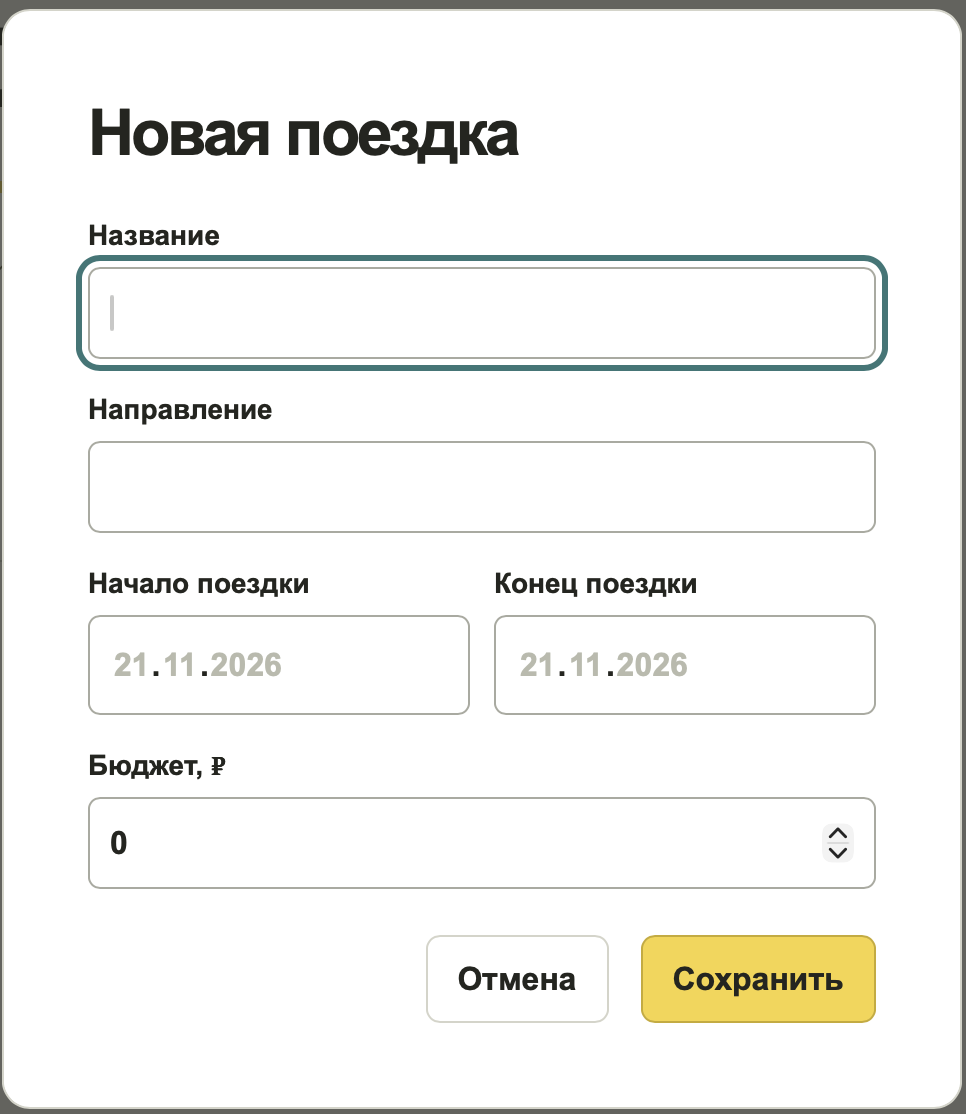 Новая поездка
Название
Направление
Начало поездки Конец поездки
21.11.2026 21.11.2026
Бюджет, ₽
0
Отмена Сохранить